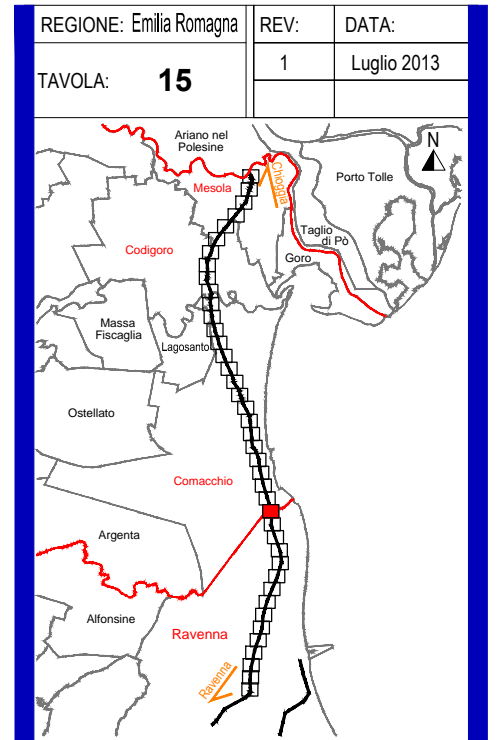 REGIONE: Emilia Romagna
REV:
DATA:
TAVOLA: 15
1
Luglio 2013
Ariano nel
Polesine
N
Mesola
Chioggia
Porto Tolle
Codigoro
Taglio
di Pò
Goro
Massa
Fiscaglia
Lagosanto
Ostellato
Comacchio
Argenta
Alfonsine
Ravenna
Ravenna